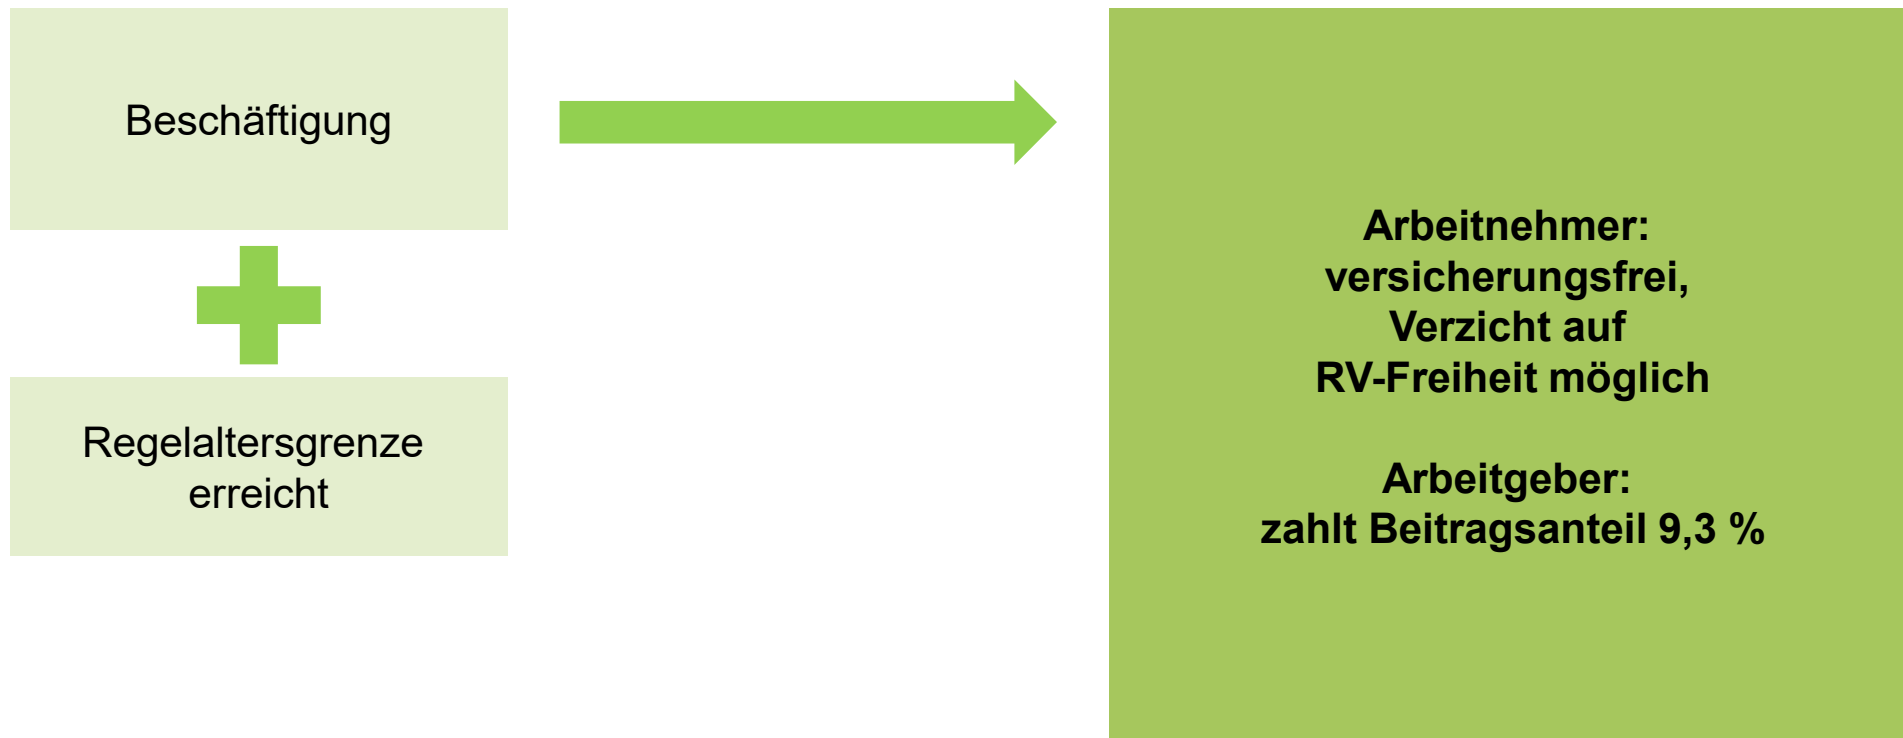 Beschäftigung
Regelaltersgrenze
erreicht
Arbeitnehmer:
versicherungsfrei,
Verzicht auf
RV-Freiheit möglich
Arbeitgeber:
zahlt Beitragsanteil 9,3 %